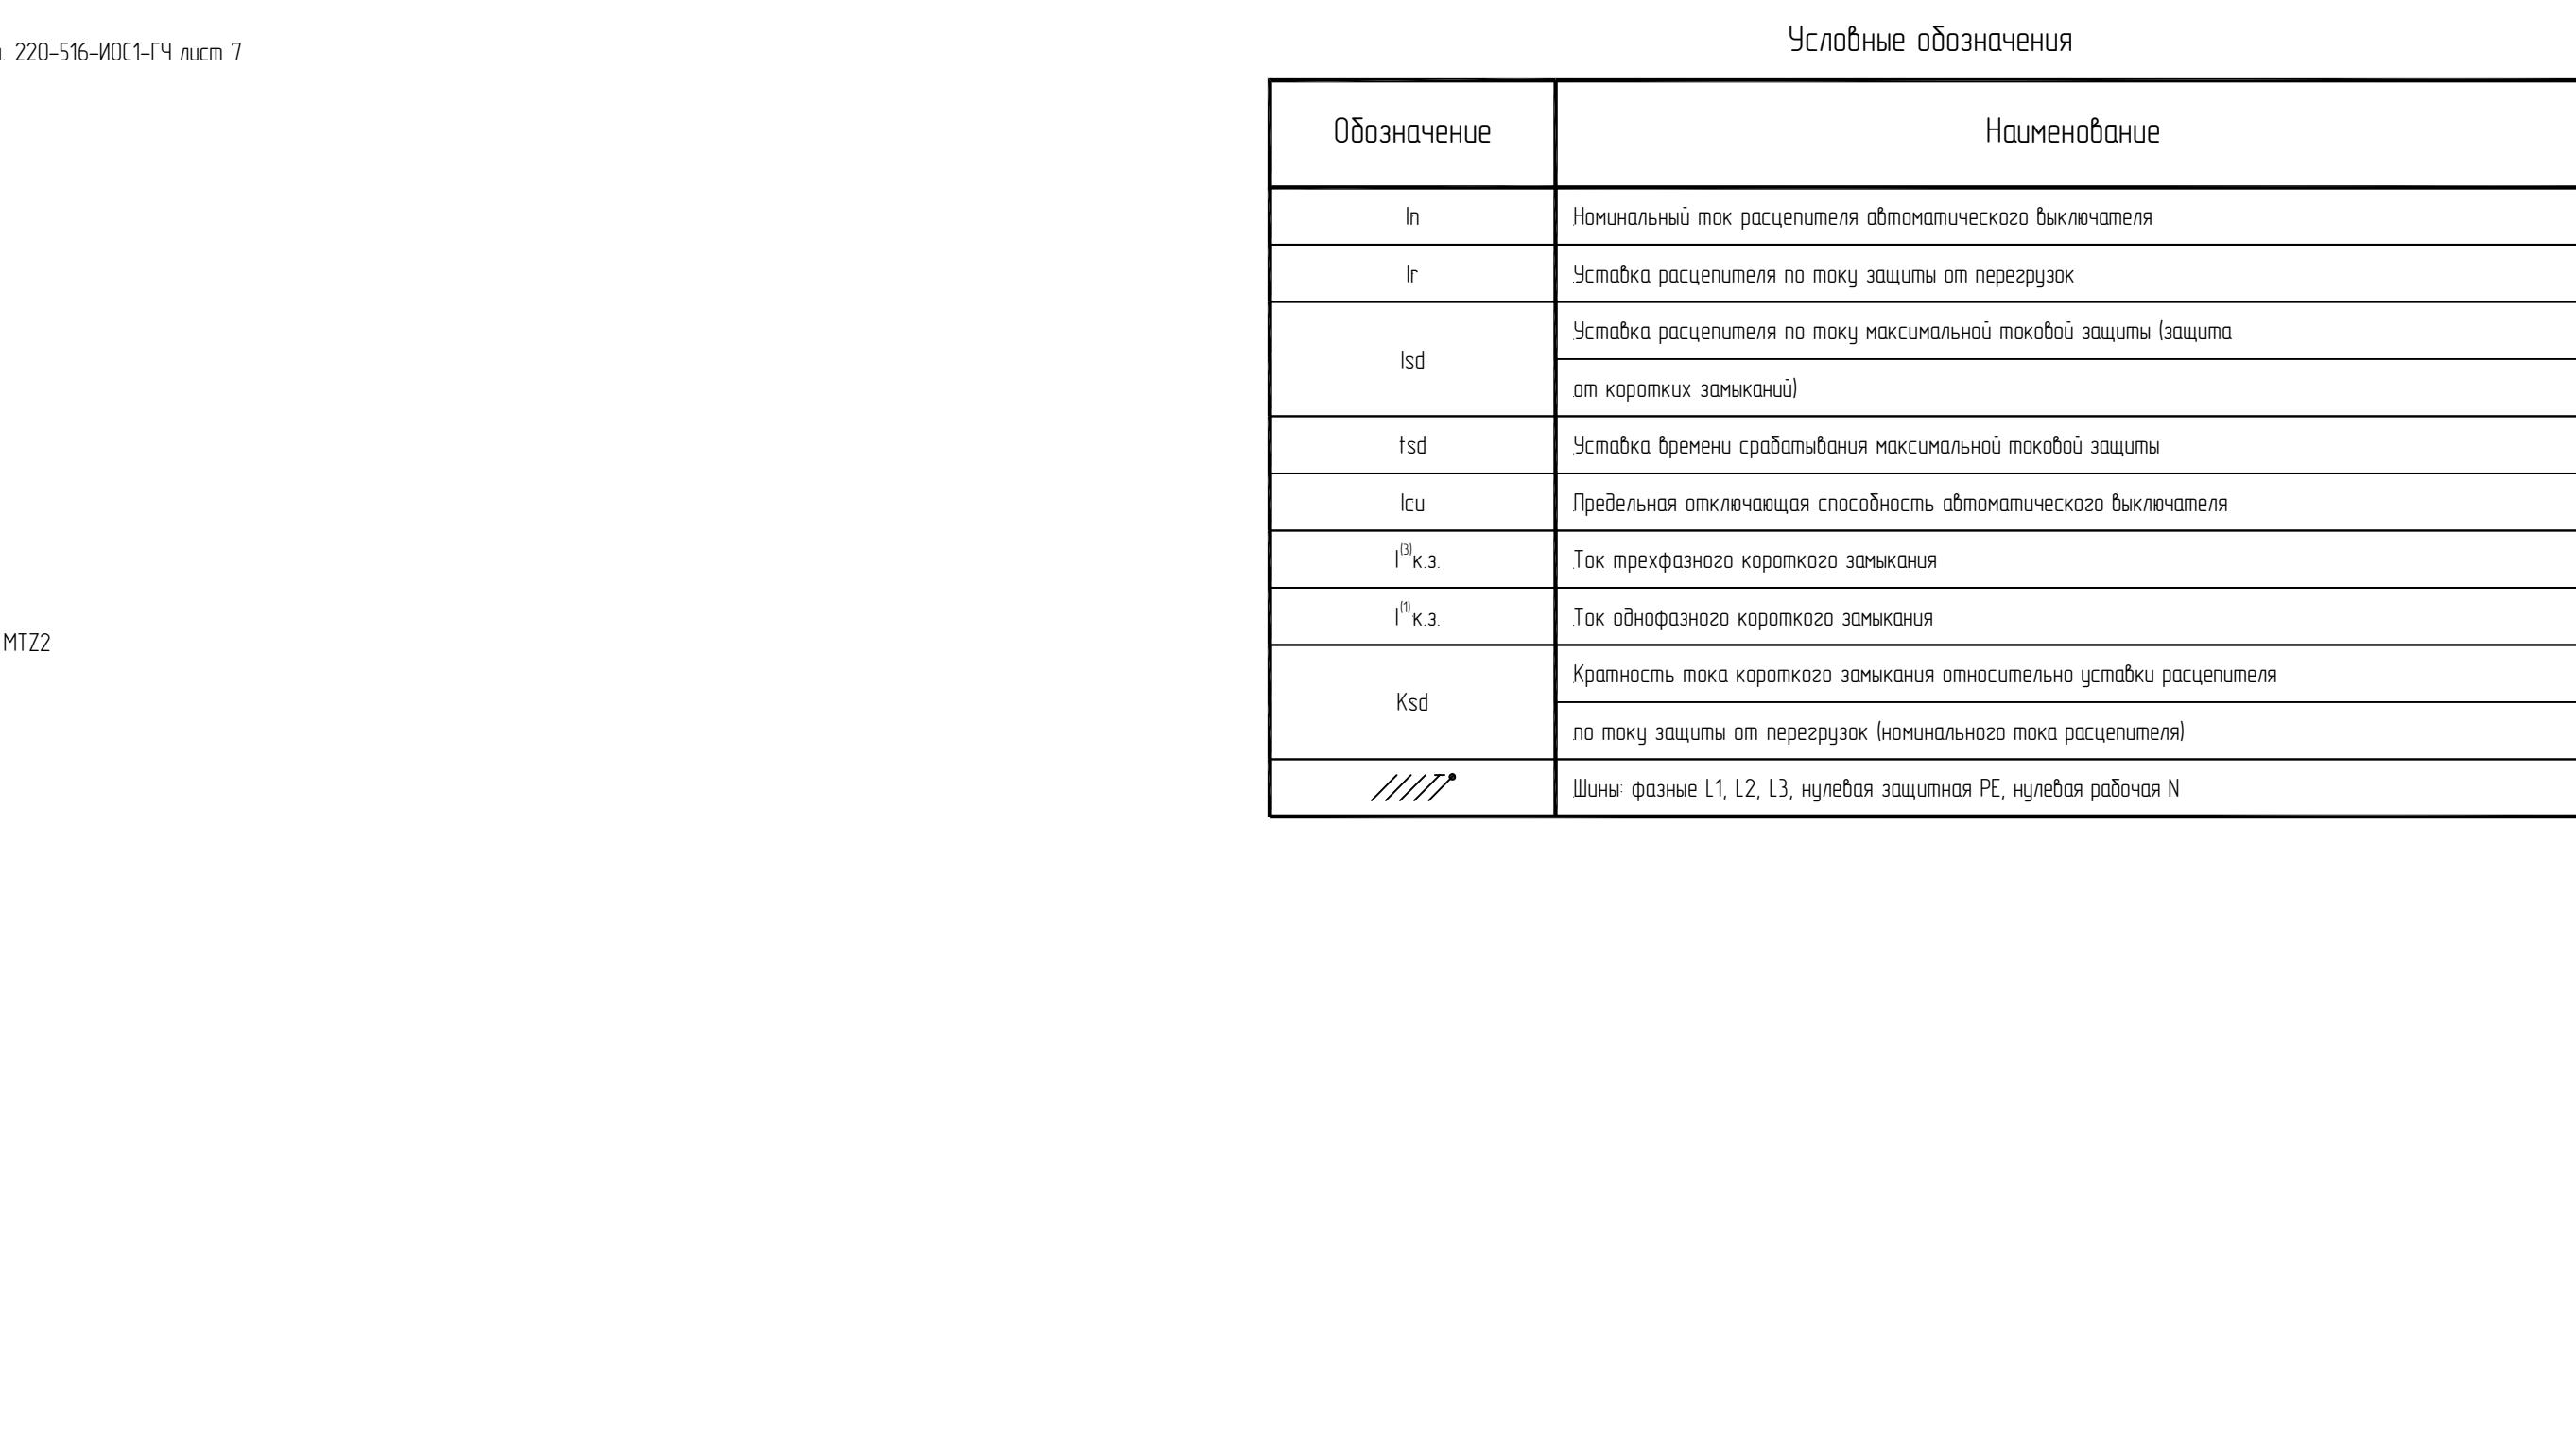 220-516-ИОС1-ГЧ лист 7
Условные обозначения
Обозначение Наименование
In Номинальный ток расцепителя автоматического выключателя
Ir Уставка расцепителя по току защиты от перегрузок
Isd Уставка расцепителя по току максимальной токовой защиты (защита
от коротких замыканий)
tsd Уставка времени срабатывания максимальной токовой защиты
Icu Предельная отключающая способность автоматического выключателя
I(3)к.з. Ток трехфазного короткого замыкания
I(1)к.з. Ток однофазного короткого замыкания
MTZ2
Ksd Кратность тока короткого замыкания относительно уставки расцепителя
по току защиты от перегрузок (номинального тока расцепителя)
Шины: фазные L1, L2, L3, нулевая защитная PE, нулевая рабочая N